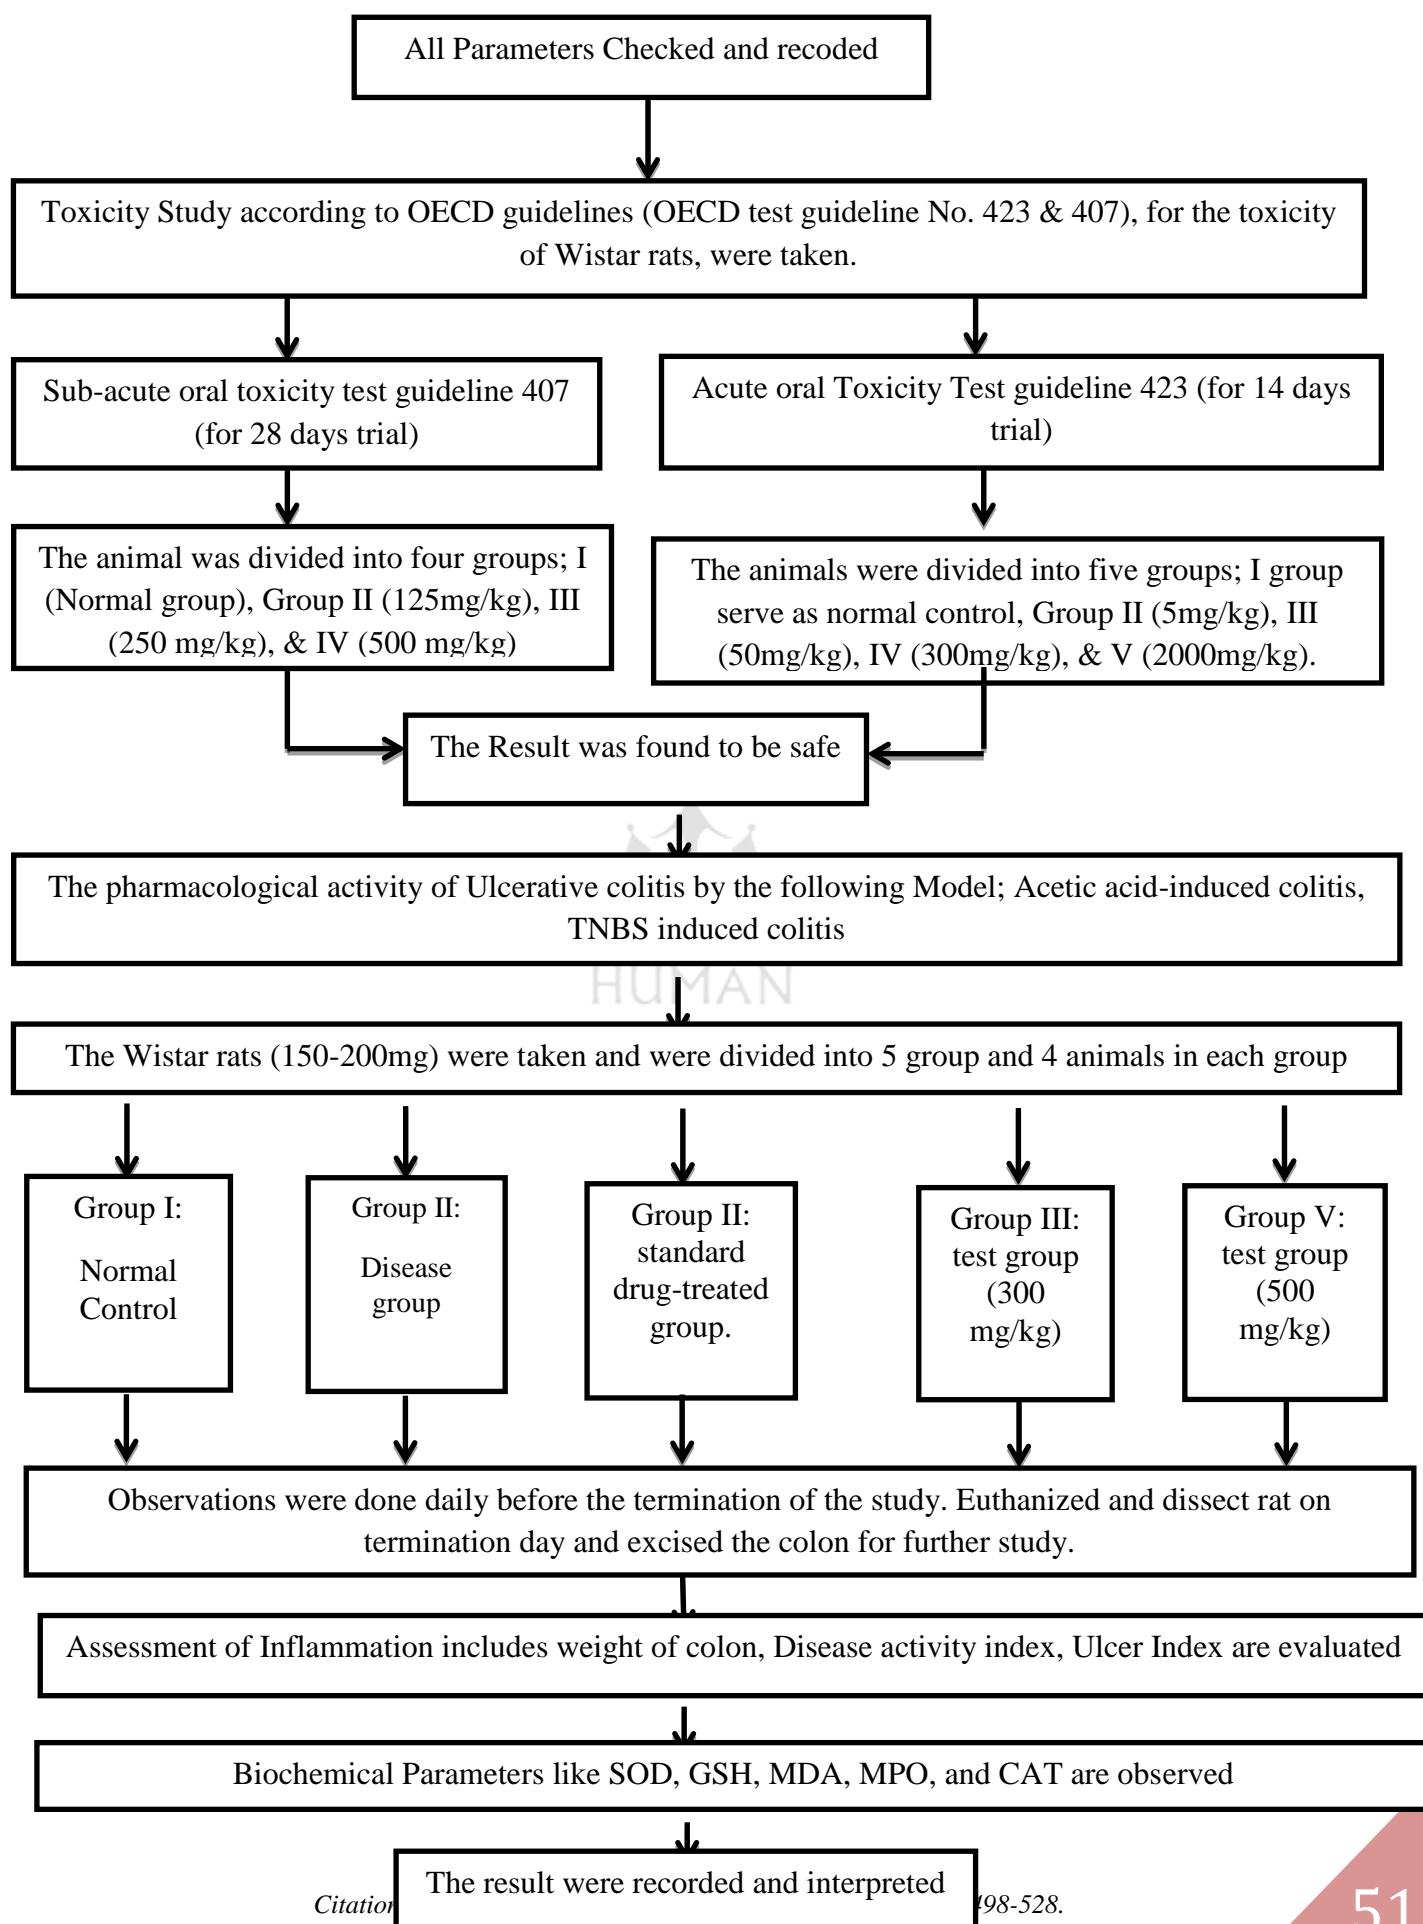 All Parameters Checked and recoded
Toxicity Study according to OECD guidelines (OECD test guideline No. 423 & 407), for the toxicity
of Wistar rats, were taken.
Sub-acute oral toxicity test guideline 407
(for 28 days trial)
Acute oral Toxicity Test guideline 423 (for 14 days
trial)
The animal was divided into four groups; I
(Normal group), Group II (125mg/kg), III
(250 mg/kg), & IV (500 mg/kg)
The animals were divided into five groups; I group
serve as normal control, Group II (5mg/kg), III
(50mg/kg), IV (300mg/kg), & V (2000mg/kg).
The Result was found to be safe
The pharmacological activity of Ulcerative colitis by the following Model; Acetic acid-induced colitis,
TNBS induced colitis
HUMAN
The Wistar rats (150-200mg) were taken and were divided into 5 group and 4 animals in each group
Group I:
Normal
Control
Group II:
Disease
group
Group II:
standard
drug-treated
group.
Group III:
test group
(300
mg/kg)
Group V:
test group
(500
mg/kg)
Observations were done daily before the termination of the study. Euthanized and dissect rat on
termination day and excised the colon for further study.
Assessment of Inflammation includes weight of colon, Disease activity index, Ulcer Index are evaluated
Biochemical Parameters like SOD, GSH, MDA, MPO, and CAT are observed
The result were recorded and interpreted
Citation 498-528.
51